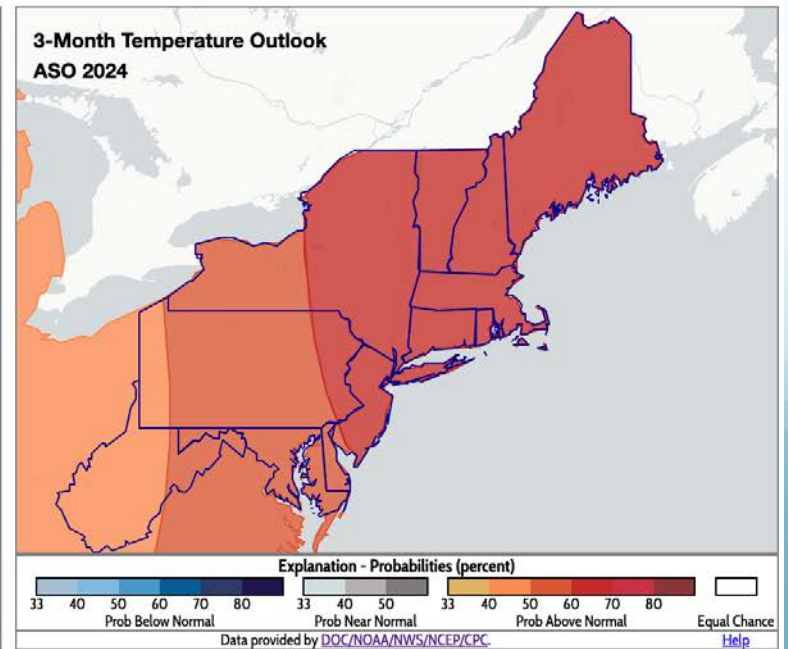 3-Month Temperature Outlook
ASO 2024
Explanation - Probabilities (percent)
33 40 50 60 70 80 33 40 50 33 40 50 60 70 80
Prob Below Normal Prob Near Normal Prob Above Normal Equal Chance
Data provided by DOC/NOAA/NWS/NCEP/CPC. Help